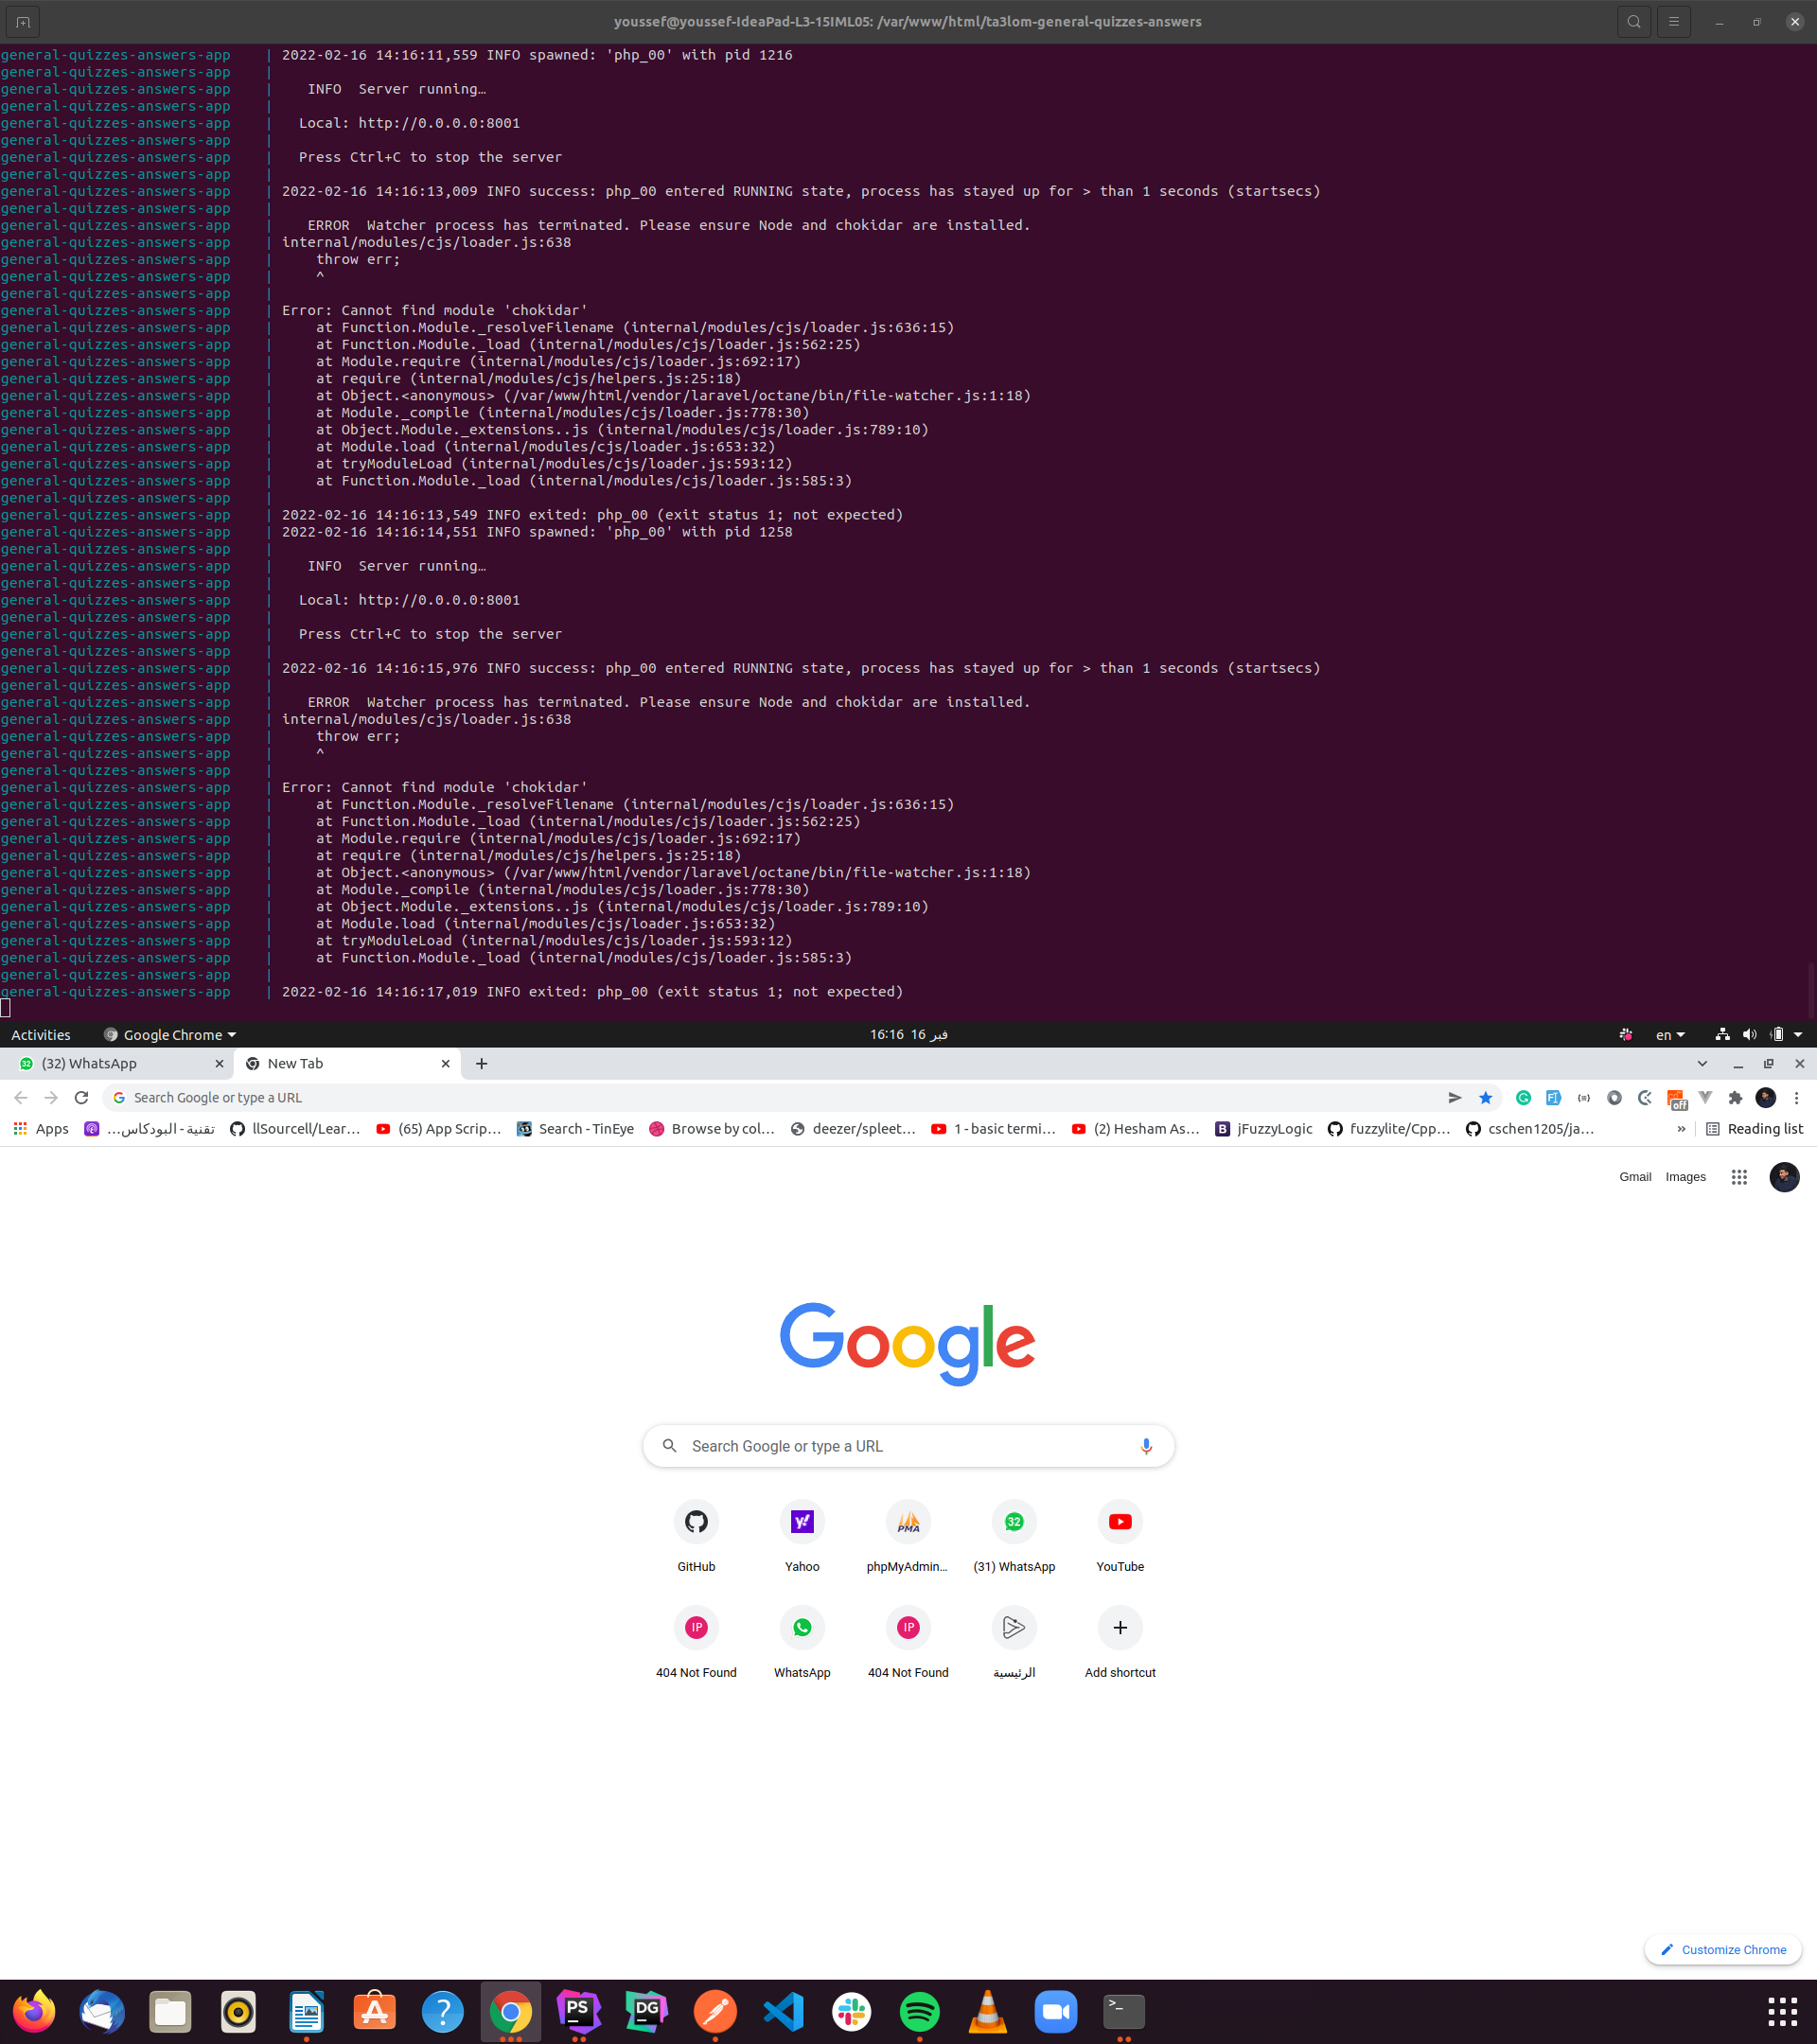 youssef@youssef-IdeaPad-L3-15IML05: /var/www/html/ta3lom-general-quizzes-answers
general-quizzes-answers-app    | 2022-02-16 14:16:11,559 INFO spawned: 'php_00' with pid 1216
general-quizzes-answers-app    |
general-quizzes-answers-app    |    INFO  Server running…
general-quizzes-answers-app    |
general-quizzes-answers-app    |   Local: http://0.0.0.0:8001
general-quizzes-answers-app    |
general-quizzes-answers-app    |   Press Ctrl+C to stop the server
general-quizzes-answers-app    |
general-quizzes-answers-app    | 2022-02-16 14:16:13,009 INFO success: php_00 entered RUNNING state, process has stayed up for > than 1 seconds (startsecs)
general-quizzes-answers-app    |
general-quizzes-answers-app    |    ERROR  Watcher process has terminated. Please ensure Node and chokidar are installed.
general-quizzes-answers-app    | internal/modules/cjs/loader.js:638
general-quizzes-answers-app    |     throw err;
general-quizzes-answers-app    |     ^
general-quizzes-answers-app    |
general-quizzes-answers-app    | Error: Cannot find module 'chokidar'
general-quizzes-answers-app    |     at Function.Module._resolveFilename (internal/modules/cjs/loader.js:636:15)
general-quizzes-answers-app    |     at Function.Module._load (internal/modules/cjs/loader.js:562:25)
general-quizzes-answers-app    |     at Module.require (internal/modules/cjs/loader.js:692:17)
general-quizzes-answers-app    |     at require (internal/modules/cjs/helpers.js:25:18)
general-quizzes-answers-app    |     at Object.<anonymous> (/var/www/html/vendor/laravel/octane/bin/file-watcher.js:1:18)
general-quizzes-answers-app    |     at Module._compile (internal/modules/cjs/loader.js:778:30)
general-quizzes-answers-app    |     at Object.Module._extensions..js (internal/modules/cjs/loader.js:789:10)
general-quizzes-answers-app    |     at Module.load (internal/modules/cjs/loader.js:653:32)
general-quizzes-answers-app    |     at tryModuleLoad (internal/modules/cjs/loader.js:593:12)
general-quizzes-answers-app    |     at Function.Module._load (internal/modules/cjs/loader.js:585:3)
general-quizzes-answers-app    |
general-quizzes-answers-app    | 2022-02-16 14:16:13,549 INFO exited: php_00 (exit status 1; not expected)
general-quizzes-answers-app    | 2022-02-16 14:16:14,551 INFO spawned: 'php_00' with pid 1258
general-quizzes-answers-app    |
general-quizzes-answers-app    |    INFO  Server running…
general-quizzes-answers-app    |
general-quizzes-answers-app    |   Local: http://0.0.0.0:8001
general-quizzes-answers-app    |
general-quizzes-answers-app    |   Press Ctrl+C to stop the server
general-quizzes-answers-app    |
general-quizzes-answers-app    | 2022-02-16 14:16:15,976 INFO success: php_00 entered RUNNING state, process has stayed up for > than 1 seconds (startsecs)
general-quizzes-answers-app    |
general-quizzes-answers-app    |    ERROR  Watcher process has terminated. Please ensure Node and chokidar are installed.
general-quizzes-answers-app    | internal/modules/cjs/loader.js:638
general-quizzes-answers-app    |     throw err;
general-quizzes-answers-app    |     ^
general-quizzes-answers-app    |
general-quizzes-answers-app    | Error: Cannot find module 'chokidar'
general-quizzes-answers-app    |     at Function.Module._resolveFilename (internal/modules/cjs/loader.js:636:15)
general-quizzes-answers-app    |     at Function.Module._load (internal/modules/cjs/loader.js:562:25)
general-quizzes-answers-app    |     at Module.require (internal/modules/cjs/loader.js:692:17)
general-quizzes-answers-app    |     at require (internal/modules/cjs/helpers.js:25:18)
general-quizzes-answers-app    |     at Object.<anonymous> (/var/www/html/vendor/laravel/octane/bin/file-watcher.js:1:18)
general-quizzes-answers-app    |     at Module._compile (internal/modules/cjs/loader.js:778:30)
general-quizzes-answers-app    |     at Object.Module._extensions..js (internal/modules/cjs/loader.js:789:10)
general-quizzes-answers-app    |     at Module.load (internal/modules/cjs/loader.js:653:32)
general-quizzes-answers-app    |     at tryModuleLoad (internal/modules/cjs/loader.js:593:12)
general-quizzes-answers-app    |     at Function.Module._load (internal/modules/cjs/loader.js:585:3)
general-quizzes-answers-app    |
general-quizzes-answers-app    | 2022-02-16 14:16:17,019 INFO exited: php_00 (exit status 1; not expected)
Activities Google Chrome 16:16 16 فبر en
32 (32) WhatsApp New Tab
Search Google or type a URL off
Apps تقنية - البودكاس... llSourcell/Lear… (65) App Scrip… Search - TinEye Browse by col… deezer/spleet… 1 - basic termi… (2) Hesham As… B jFuzzyLogic fuzzylite/Cpp… cschen1205/ja… » Reading list
Gmail Images
Google
Search Google or type a URL
y! PMA 32
GitHub Yahoo phpMyAdmin... (31) WhatsApp YouTube
IP IP
404 Not Found WhatsApp 404 Not Found الرئيسية Add shortcut
Customize Chrome
PS DG >_